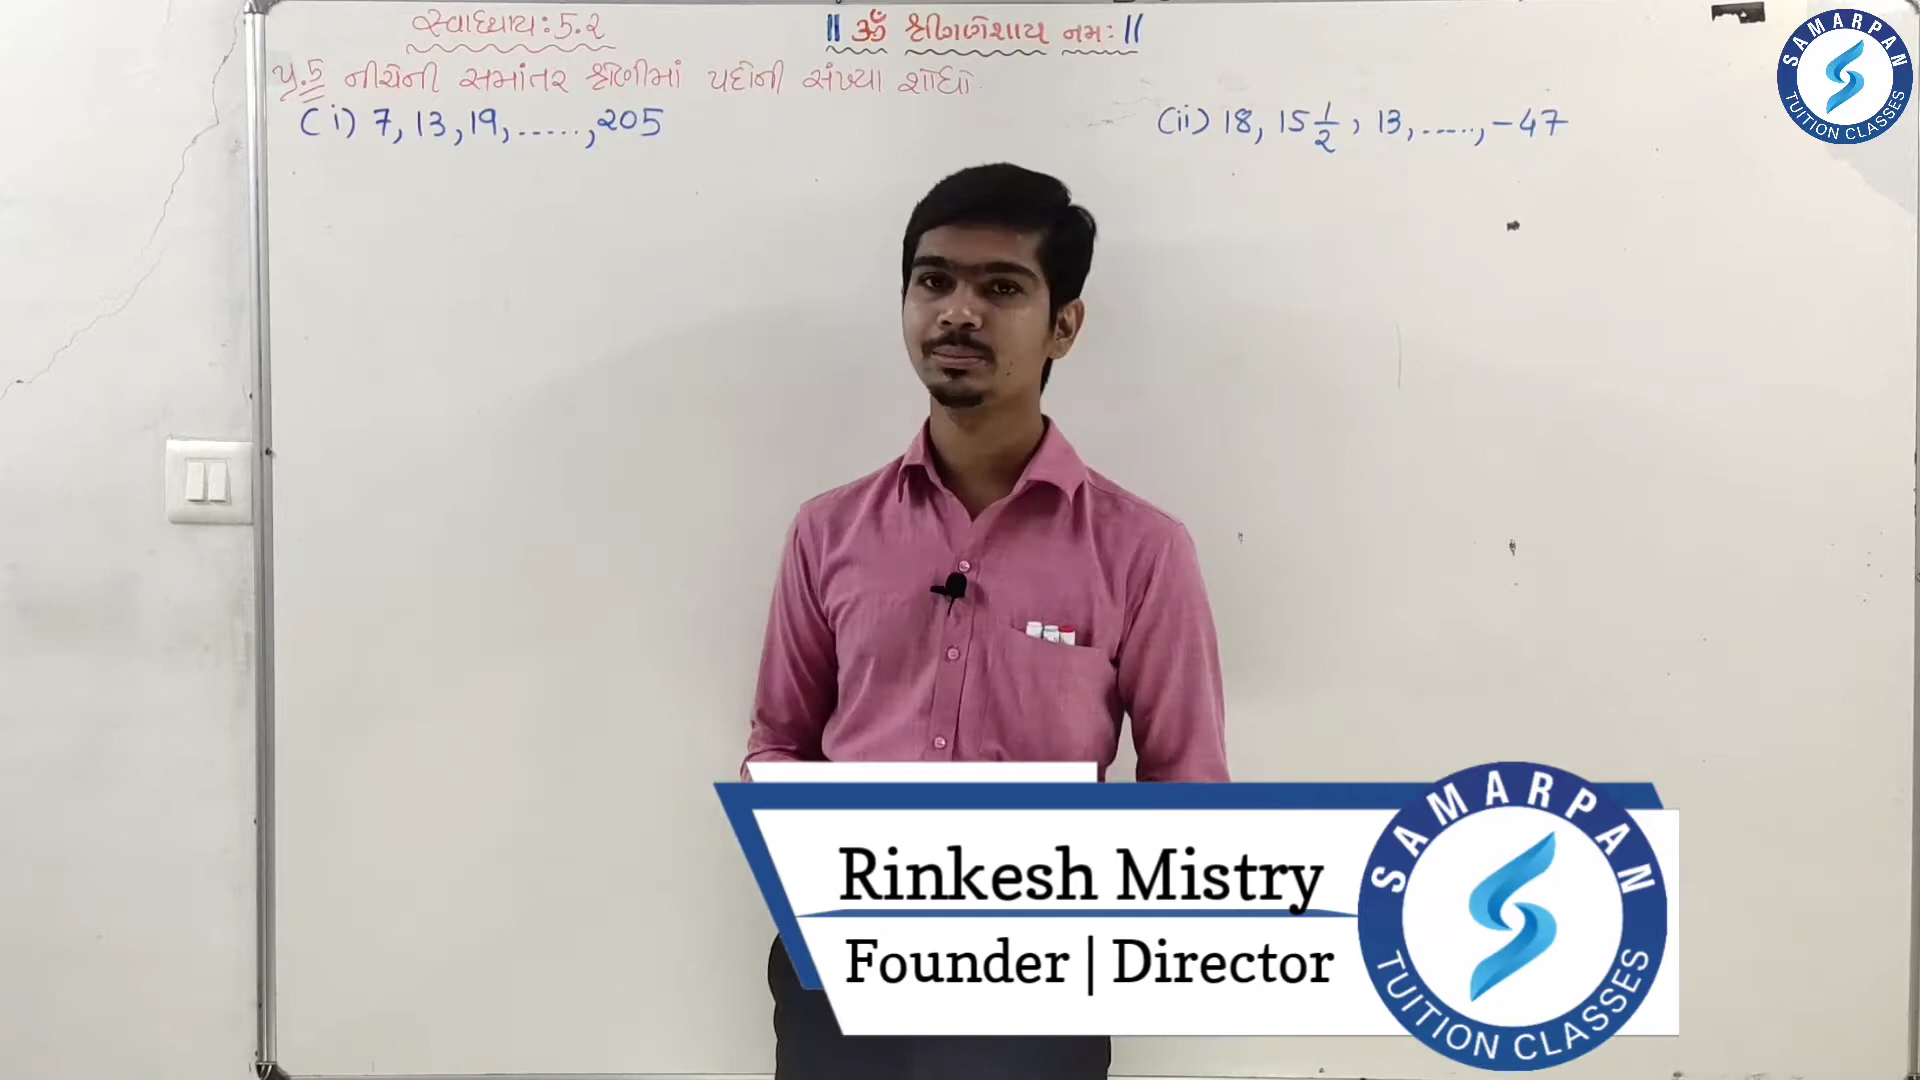 સ્વાધ્યાય: 5.૨
॥ ૐ શ્રી ગણેશાય નમઃ ॥
પ્ર.5 નીચેની સમાંતર શ્રેણીમાં પદોની સંખ્યા શોધો
(i) 7, 13, 19, ....., 205
(ii) 18, 15 1/2, 13, ....., -47
SAMARPAN
TUITION CLASSES
Rinkesh Mistry
Founder | Director
SAMARPAN
TUITION CLASSES